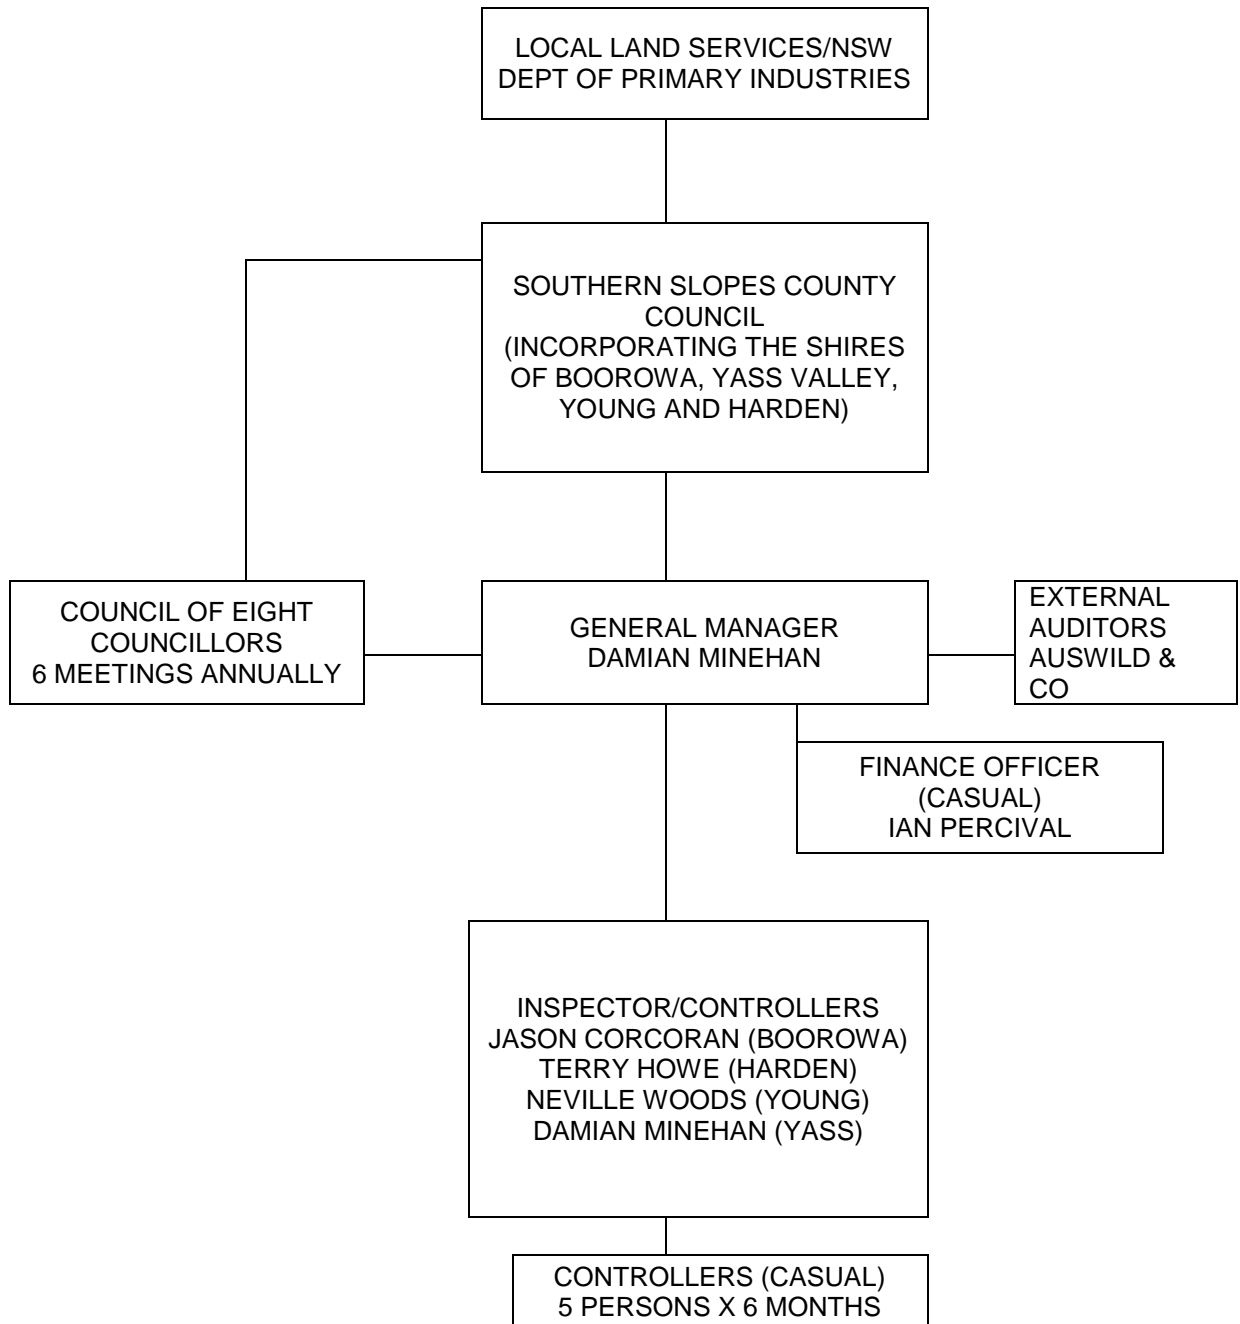 LOCAL LAND SERVICES/NSW
DEPT OF PRIMARY INDUSTRIES
SOUTHERN SLOPES COUNTY
COUNCIL
(INCORPORATING THE SHIRES
OF BOOROWA, YASS VALLEY,
YOUNG AND HARDEN)
COUNCIL OF EIGHT
COUNCILLORS
6 MEETINGS ANNUALLY
GENERAL MANAGER
DAMIAN MINEHAN
EXTERNAL
AUDITORS
AUSWILD &
CO
FINANCE OFFICER
(CASUAL)
IAN PERCIVAL
INSPECTOR/CONTROLLERS
JASON CORCORAN (BOOROWA)
TERRY HOWE (HARDEN)
NEVILLE WOODS (YOUNG)
DAMIAN MINEHAN (YASS)
CONTROLLERS (CASUAL)
5 PERSONS X 6 MONTHS